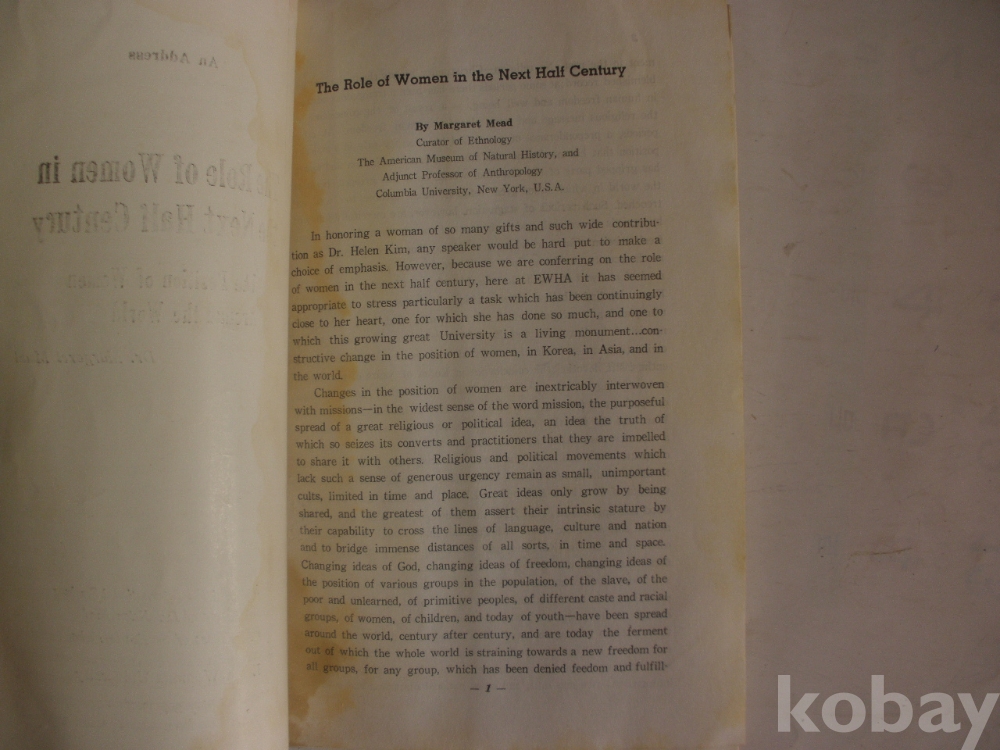 An Address
Role of Women in
Next Half Century
The Role of Women in the Next Half Century
By Margaret Mead
Curator of Ethnology
The American Museum of Natural History, and
Adjunct Professor of Anthropology
Columbia University, New York, U.S.A.
In honoring a woman of so many gifts and such wide contribu-
tion as Dr. Helen Kim, any speaker would be hard put to make a
choice of emphasis. However, because we are conferring on the role
of women in the next half century, here at EWHA it has seemed
appropriate to stress particularly a task which has been continuingly
close to her heart, one for which she has done so much, and one to
which this growing great University is a living monument...con-
structive change in the position of women, in Korea, in Asia, and in
the world.
Changes in the position of women are inextricably interwoven
with missions—in the widest sense of the word mission, the purposeful
spread of a great religious or political idea, an idea the truth of
which so seizes its converts and practitioners that they are impelled
to share it with others. Religious and political movements which
lack such a sense of generous urgency remain as small, unimportant
cults, limited in time and place. Great ideas only grow by being
shared, and the greatest of them assert their intrinsic stature by
their capability to cross the lines of language, culture and nation
and to bridge immense distances of all sorts, in time and space.
Changing ideas of God, changing ideas of freedom, changing ideas of
the position of various groups in the population, of the slave, of the
poor and unlearned, of primitive peoples, of different caste and racial
groups, of women, of children, and today of youth—have been spread
around the world, century after century, and are today the ferment
out of which the whole world is straining towards a new freedom for
all groups, for any group, which has been denied feedom and fulfill-
— 1 —
kobay